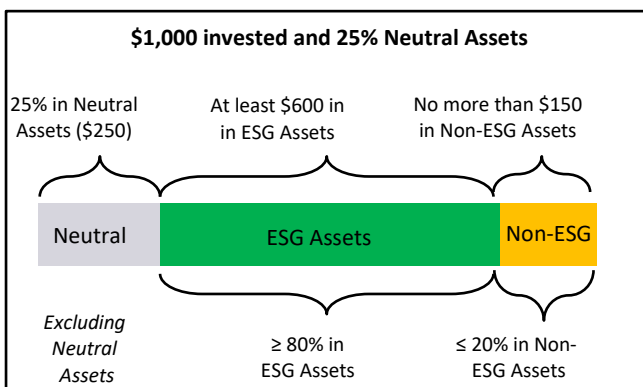 $1,000 invested and 25% Neutral Assets
25% in Neutral
Assets ($250)
At least $600 in
in ESG Assets
No more than $150
in Non-ESG Assets
Neutral
ESG Assets
Non-ESG
Excluding
Neutral
Assets
≥ 80% in
ESG Assets
≤ 20% in Non-
ESG Assets